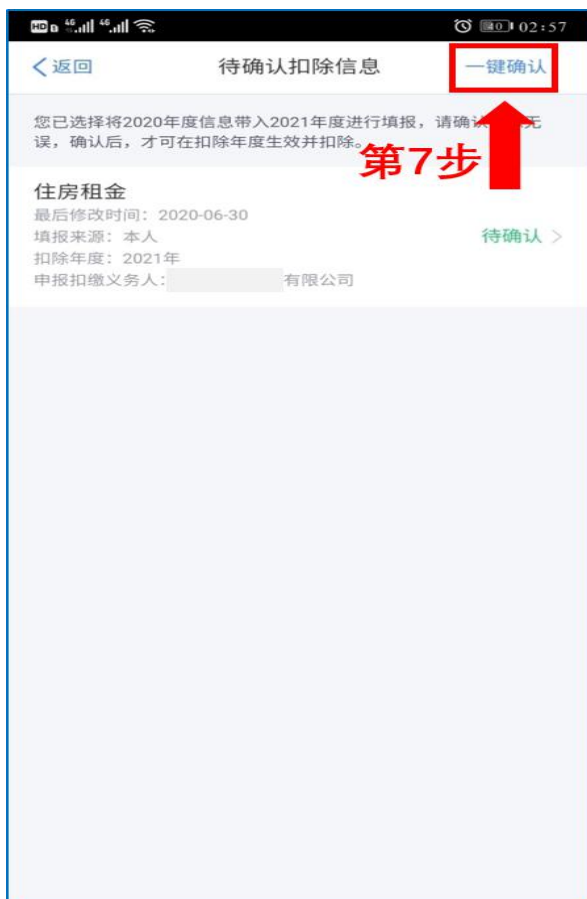 HD B 46 46 80 02:57
返回 待确认扣除信息 一键确认
您已选择将2020年度信息带入2021年度进行填报，请确认 无
误，确认后，才可在扣除年度生效并扣除。
第7步
住房租金
最后修改时间：2020-06-30
填报来源：本人
待确认
扣除年度：2021年
申报扣缴义务人： 有限公司